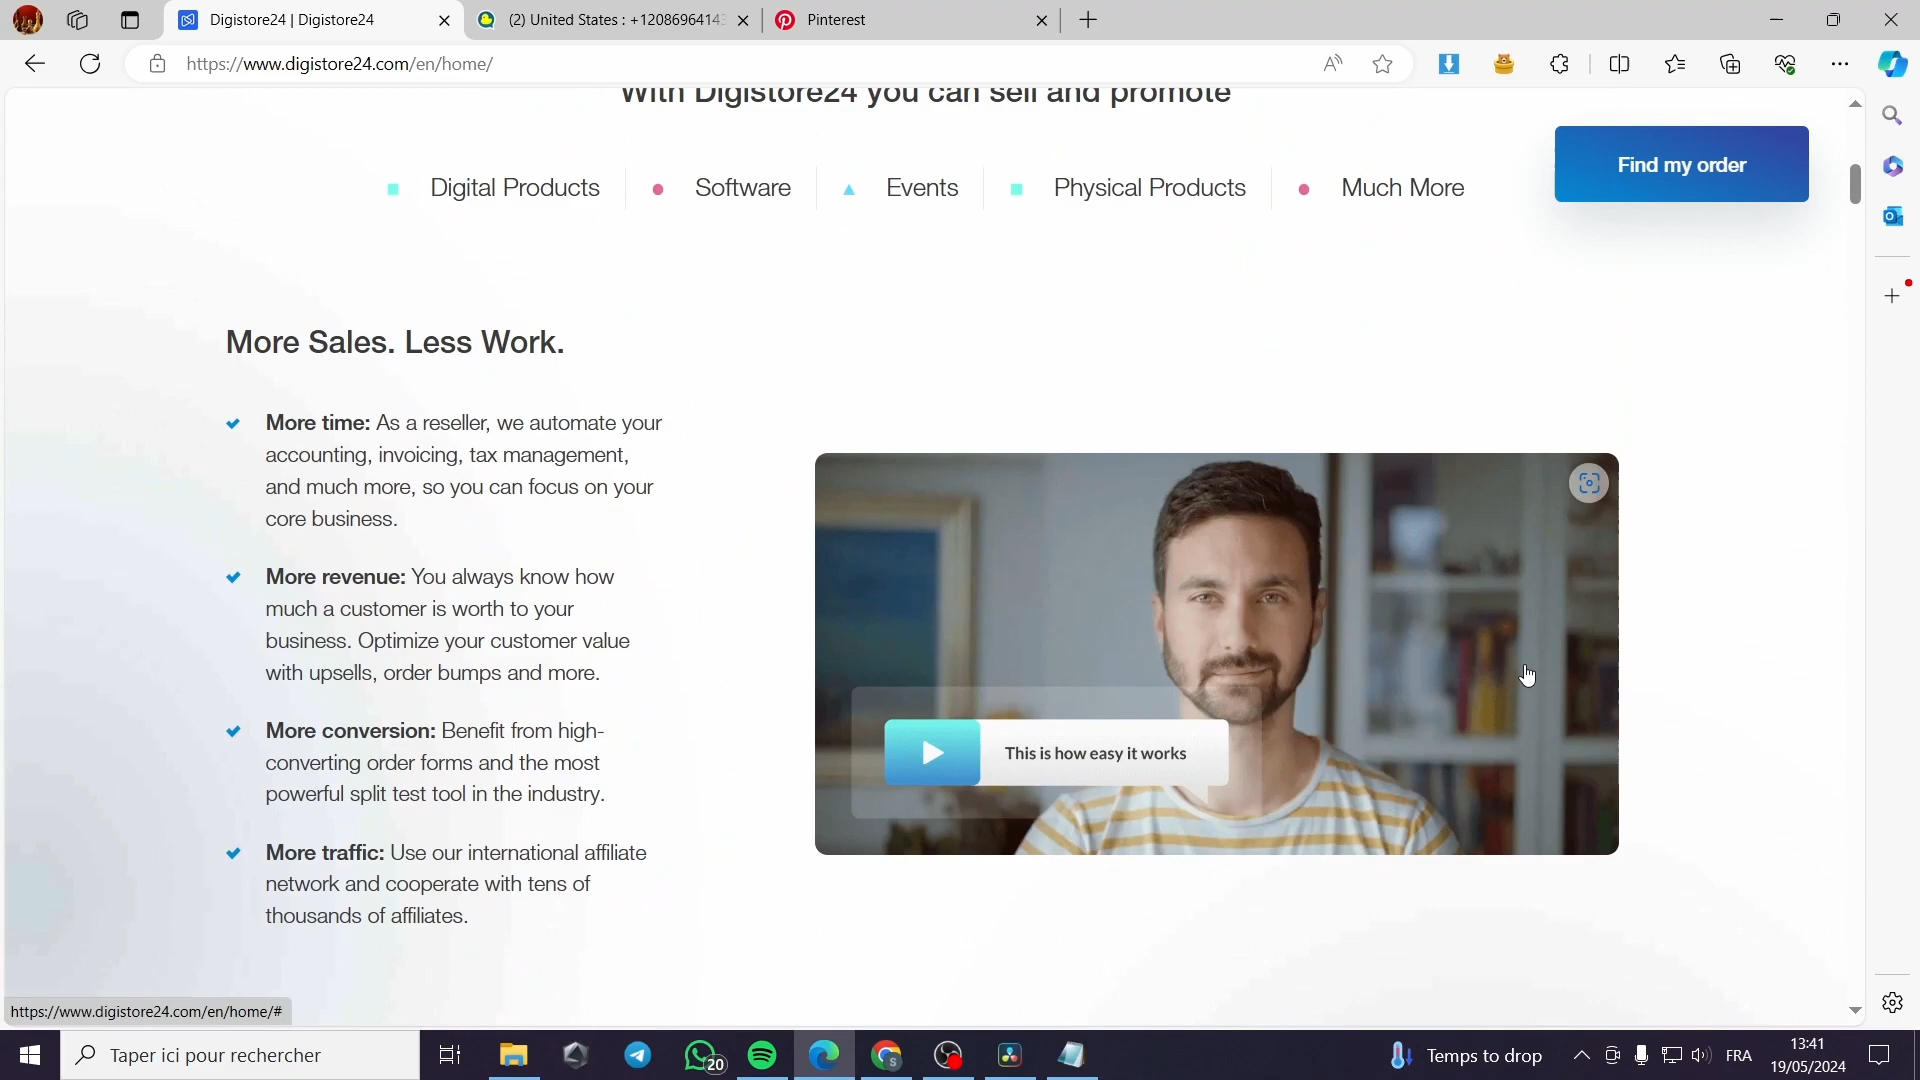 Digistore24 | Digistore24
(2) United States : +12086964143
Pinterest
https://www.digistore24.com/en/home/
With Digistore24 you can sell and promote
Digital Products
Software
Events
Physical Products
Much More
Find my order
More Sales. Less Work.
More time: As a reseller, we automate your
accounting, invoicing, tax management,
and much more, so you can focus on your
core business.
More revenue: You always know how
much a customer is worth to your
business. Optimize your customer value
with upsells, order bumps and more.
More conversion: Benefit from high-
converting order forms and the most
powerful split test tool in the industry.
More traffic: Use our international affiliate
network and cooperate with tens of
thousands of affiliates.
This is how easy it works
https://www.digistore24.com/en/home/#
Taper ici pour rechercher
20
Temps to drop
FRA
13:41
19/05/2024